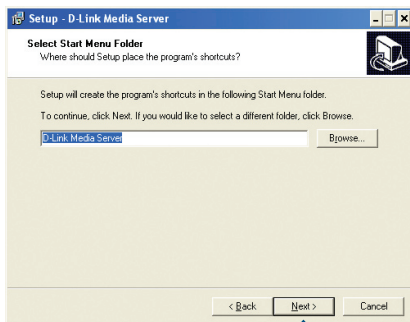 Setup - D-Link Media Server
Select Start Menu Folder
Where should Setup place the program's shortcuts?
Setup will create the program's shortcuts in the following Start Menu folder.
To continue, click Next. If you would like to select a different folder, click Browse.
D-Link Media Server
Browse...
< Back
Next >
Cancel